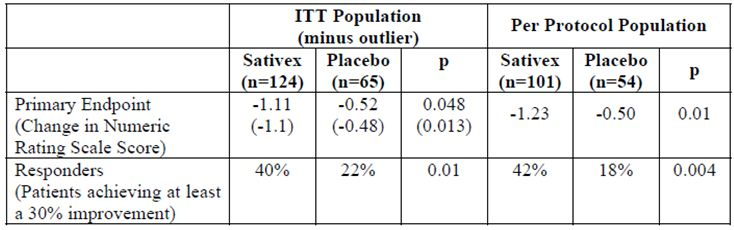 ITT Population
(minus outlier)
Per Protocol Population
Sativex
(n=124)
Placebo
(n=65)
p
Sativex
(n=101)
Placebo
(n=54)
p
Primary Endpoint
(Change in Numeric
Rating Scale Score)
-1.11
(-1.1)
-0.52
(-0.48)
0.048
(0.013)
-1.23
-0.50
0.01
Responders
(Patients achieving at least
a 30% improvement)
40%
22%
0.01
42%
18%
0.004